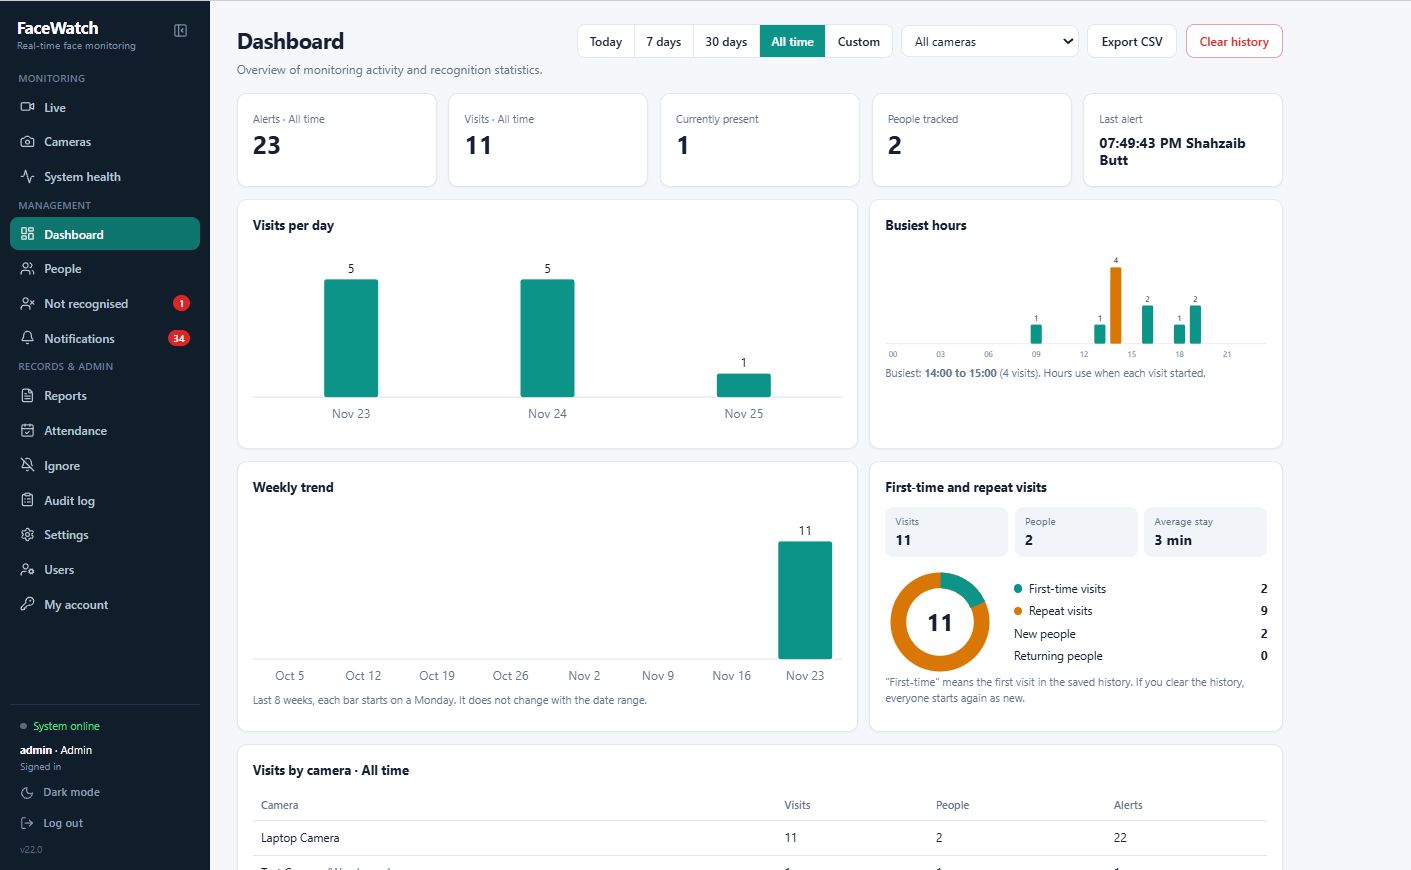 FaceWatch
Real-time face monitoring
MONITORING
Live
Cameras
System health
MANAGEMENT
Dashboard
People
Not recognised 1
Notifications 34
RECORDS & ADMIN
Reports
Attendance
Ignore
Audit log
Settings
Users
My account
System online
admin · Admin
Signed in
Dark mode
Log out
v22.0
Dashboard
Today 7 days 30 days All time Custom All cameras Export CSV Clear history
Overview of monitoring activity and recognition statistics.
Alerts · All time
23
Visits · All time
11
Currently present
1
People tracked
2
Last alert
07:49:43 PM Shahzaib
Butt
Visits per day
5 5 1
Nov 23 Nov 24 Nov 25
Busiest hours
1 1 4 2 1 2
00 03 06 09 12 15 18 21
Busiest: 14:00 to 15:00 (4 visits). Hours use when each visit started.
Weekly trend
11
Oct 5 Oct 12 Oct 19 Oct 26 Nov 2 Nov 9 Nov 16 Nov 23
Last 8 weeks, each bar starts on a Monday. It does not change with the date range.
First-time and repeat visits
Visits People Average stay
11 2 3 min
11
First-time visits 2
Repeat visits 9
New people 2
Returning people 0
"First-time" means the first visit in the saved history. If you clear the history,
everyone starts again as new.
Visits by camera · All time
Camera Visits People Alerts
Laptop Camera 11 2 22